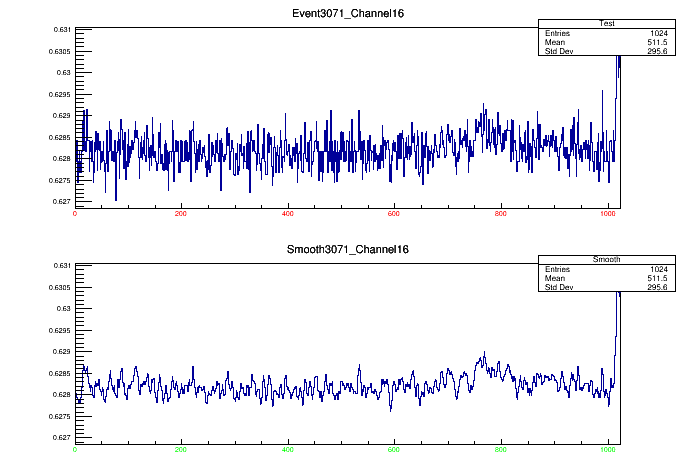 Event3071_Channel16
Test
Entries 1024
Mean 511.5
Std Dev 295.6
0.631
0.6305
0.63
0.6295
0.629
0.6285
0.628
0.6275
0.627
0 200 400 600 800 1000
Smooth3071_Channel16
Smooth
Entries 1024
Mean 511.5
Std Dev 295.6
0.631
0.6305
0.63
0.6295
0.629
0.6285
0.628
0.6275
0.627
0 200 400 600 800 1000